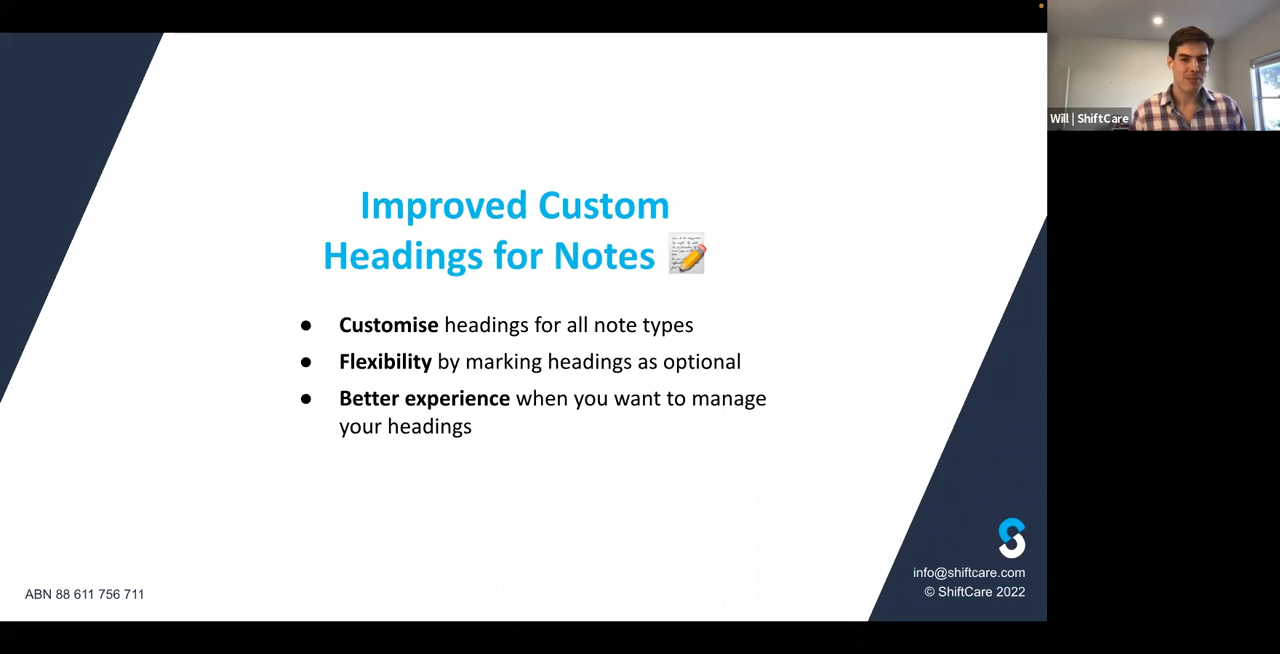 Improved Custom
Headings for Notes
● Customise headings for all note types
● Flexibility by marking headings as optional
● Better experience when you want to manage
your headings
ABN 88 611 756 711
info@shiftcare.com
© ShiftCare 2022
Will | ShiftCare